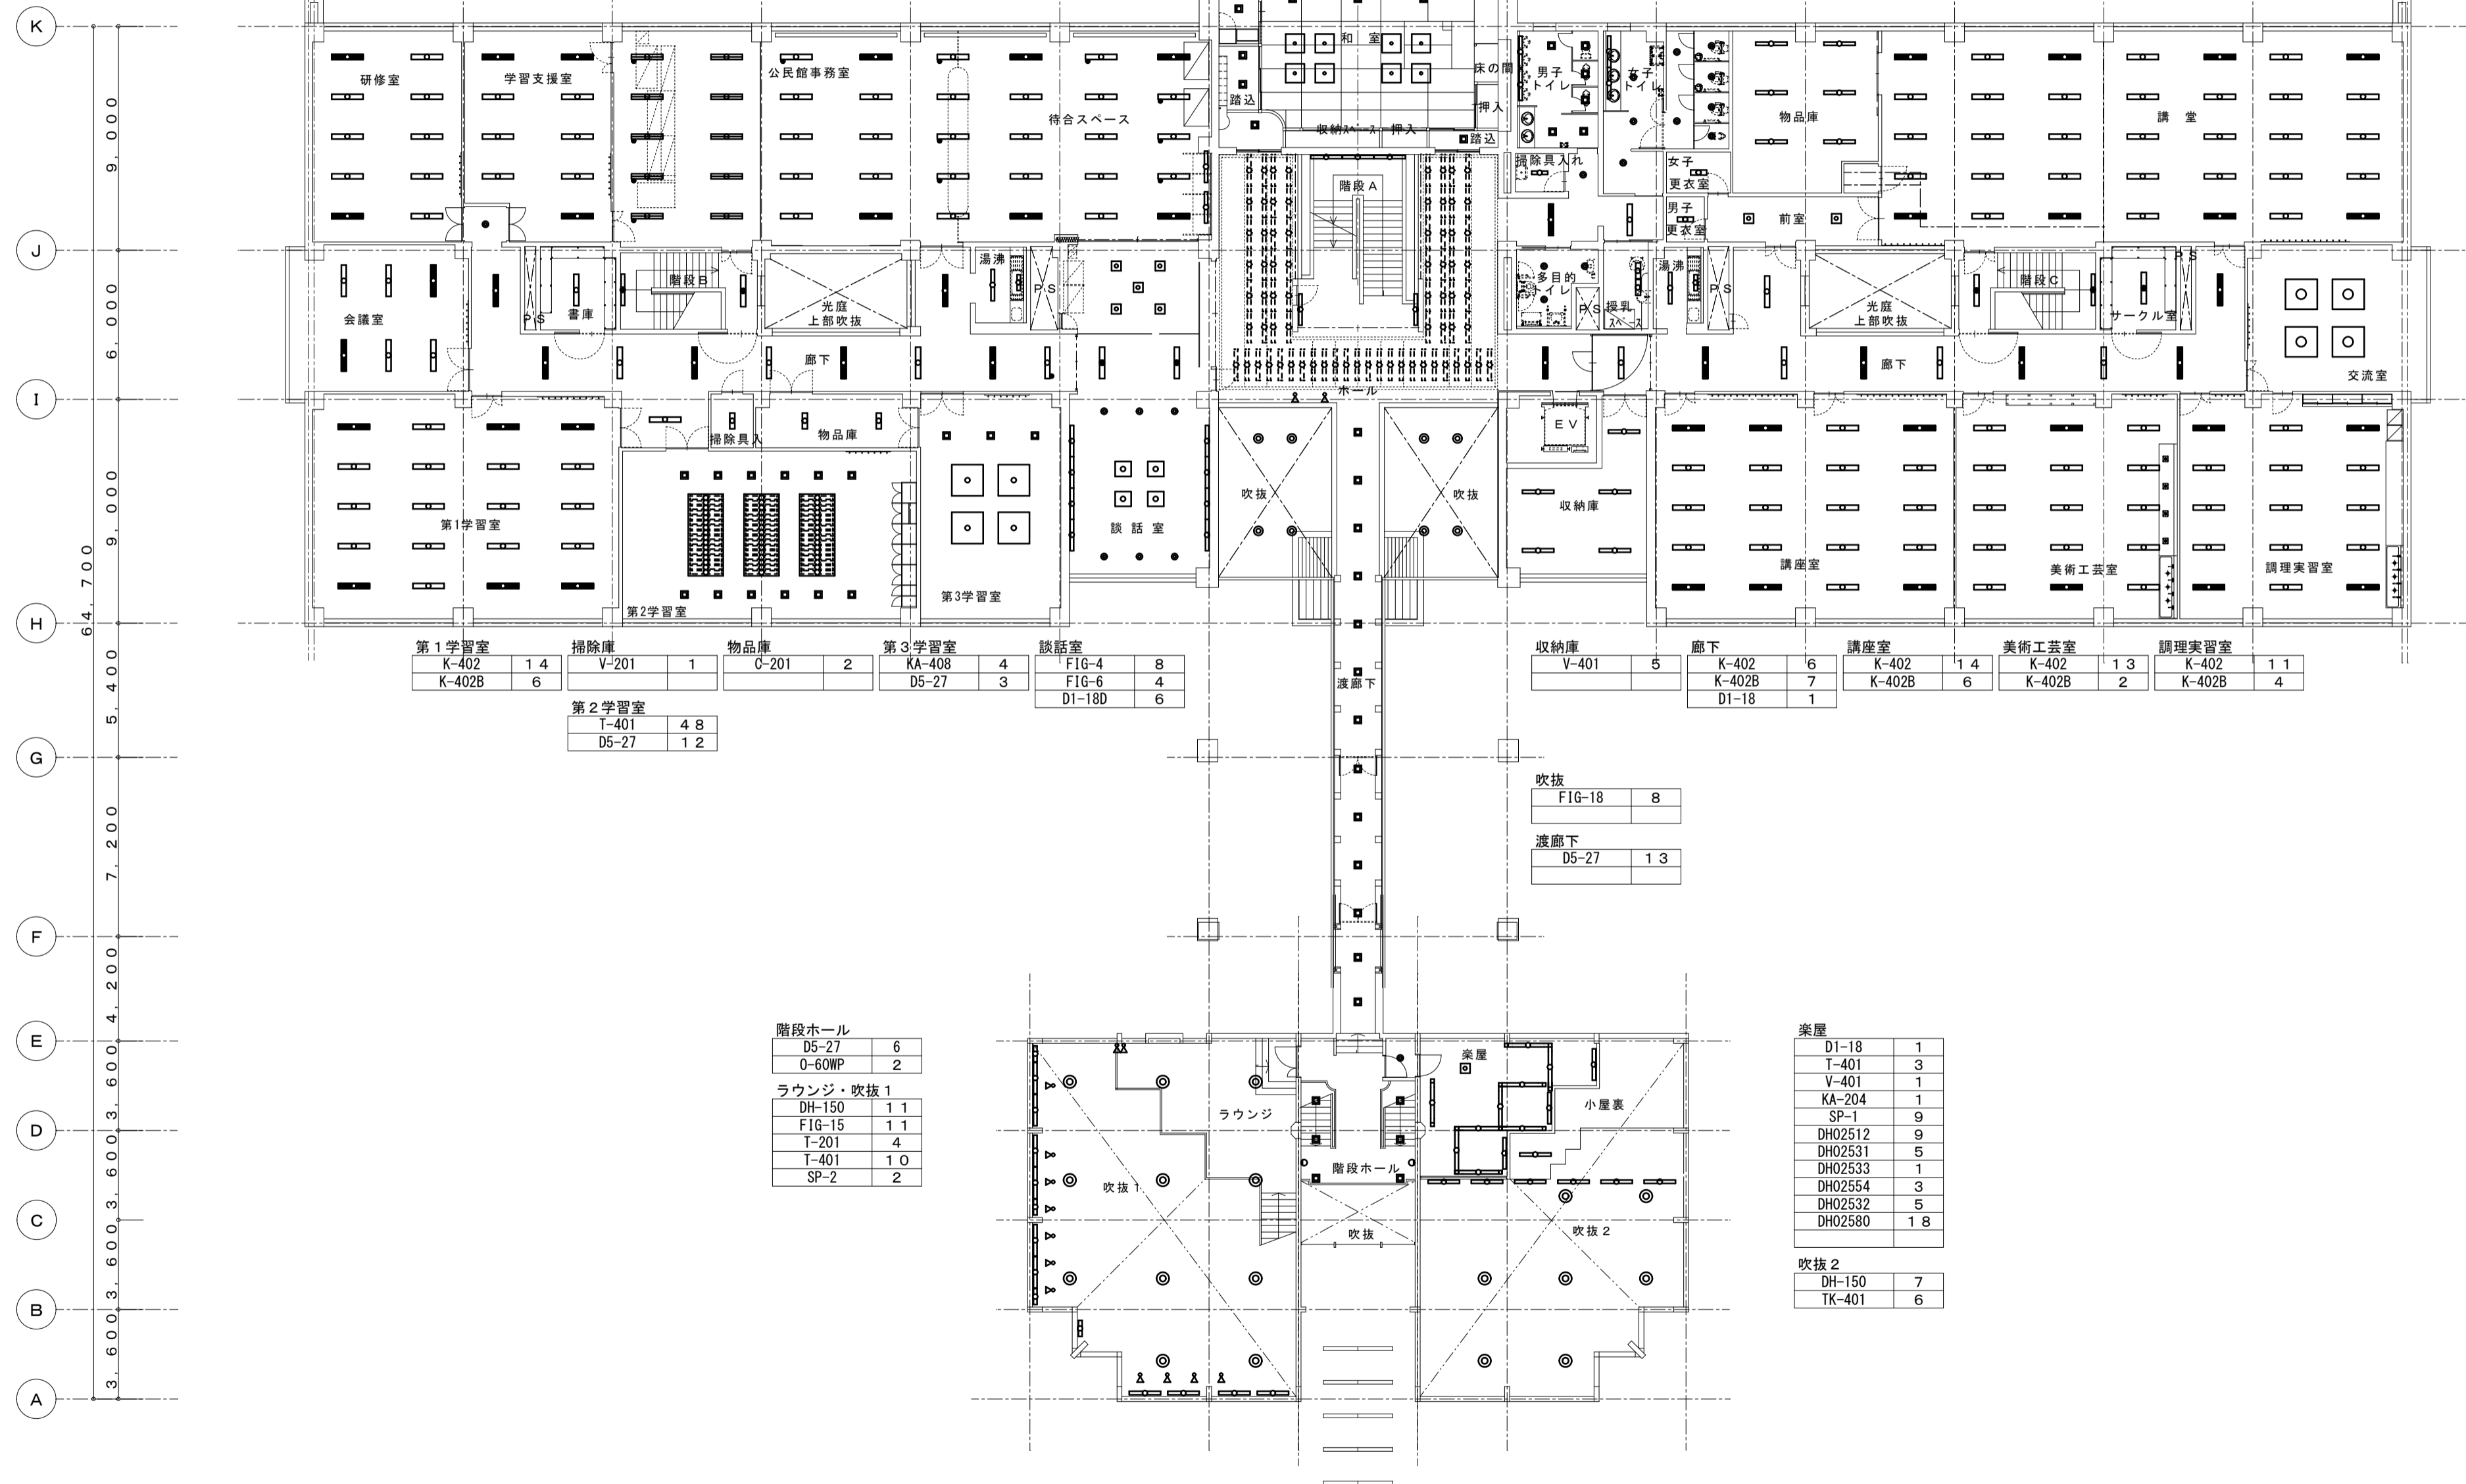 K
研修室
学習支援室
公民館事務室
待合スペース
和 室
床の間
押入
踏込
収納スペース
押入
踏込
男子
トイレ
女子
トイレ
物品庫
講 堂
掃除具入れ
女子
更衣室
男子
更衣室
前室
階段A
9,000
J
会議室
PS
書庫
階段B
光庭
上部吹抜
湯沸
PS
廊下
多目的
トイレ
PS
授乳
スペース
湯沸
PS
光庭
上部吹抜
階段C
サークル室
PS
廊下
交流室
ホール
6,000
I
第1学習室
掃除具入
物品庫
第2学習室
第3学習室
談 話 室
吹抜
吹抜
EV
収納庫
講座室
美術工芸室
調理実習室
9,000
64,700
H
第1学習室
K-402 14
K-402B 6
掃除庫
V-201 1
物品庫
C-201 2
第3学習室
KA-408 4
D5-27 3
談話室
FIG-4 8
FIG-6 4
D1-18D 6
第2学習室
T-401 48
D5-27 12
渡廊下
収納庫
V-401 5
廊下
K-402 6
K-402B 7
D1-18 1
講座室
K-402 14
K-402B 6
美術工芸室
K-402 13
K-402B 2
調理実習室
K-402 11
K-402B 4
5,400
G
吹抜
FIG-18 8
渡廊下
D5-27 13
7,200
F
4,200
E
階段ホール
D5-27 6
O-60WP 2
ラウンジ・吹抜1
DH-150 11
FIG-15 11
T-201 4
T-401 10
SP-2 2
ラウンジ
楽屋
小屋裏
階段ホール
吹抜1
吹抜
吹抜2
楽屋
D1-18 1
T-401 3
V-401 1
KA-204 1
SP-1 9
DH02512 9
DH02531 5
DH02533 1
DH02554 3
DH02532 5
DH02580 18
吹抜2
DH-150 7
TK-401 6
3,600
D
3,600
C
3,600
B
3,600
A